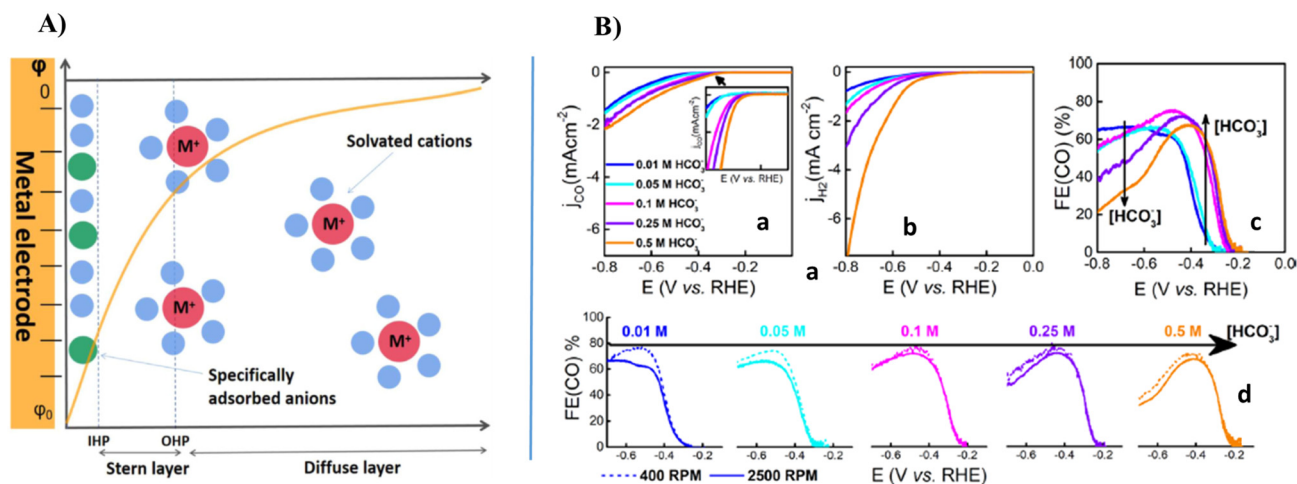 A)
φ
0
Metal electrode
φ₀
M⁺
M⁺
M⁺
M⁺
Solvated cations
Specifically
adsorbed anions
IHP
OHP
Stern layer
Diffuse layer
B)
0
-2
-4
-6
j_CO(mAcm⁻²)
j_CO(mAcm⁻²)
E (V vs. RHE)
0.01 M HCO₃⁻
0.05 M HCO₃⁻
0.1 M HCO₃⁻
0.25 M HCO₃⁻
0.5 M HCO₃⁻
a
-0.8 -0.6 -0.4 -0.2
E (V vs. RHE)
0
-2
-4
-6
j_H2(mA cm⁻²)
b
-0.8 -0.6 -0.4 -0.2 0.0
E (V vs. RHE)
a
100
80
60
40
20
0
FE(CO) (%)
[HCO₃⁻]
[HCO₃⁻]
c
-0.8 -0.6 -0.4 -0.2 0.0
E (V vs. RHE)
0.01 M 0.05 M 0.1 M 0.25 M 0.5 M [HCO₃⁻]
100
80
60
40
20
0
FE(CO) %
d
-0.6 -0.4 -0.2 -0.6 -0.4 -0.2 -0.6 -0.4 -0.2 -0.6 -0.4 -0.2 -0.6 -0.4 -0.2
E (V vs. RHE)
400 RPM 2500 RPM